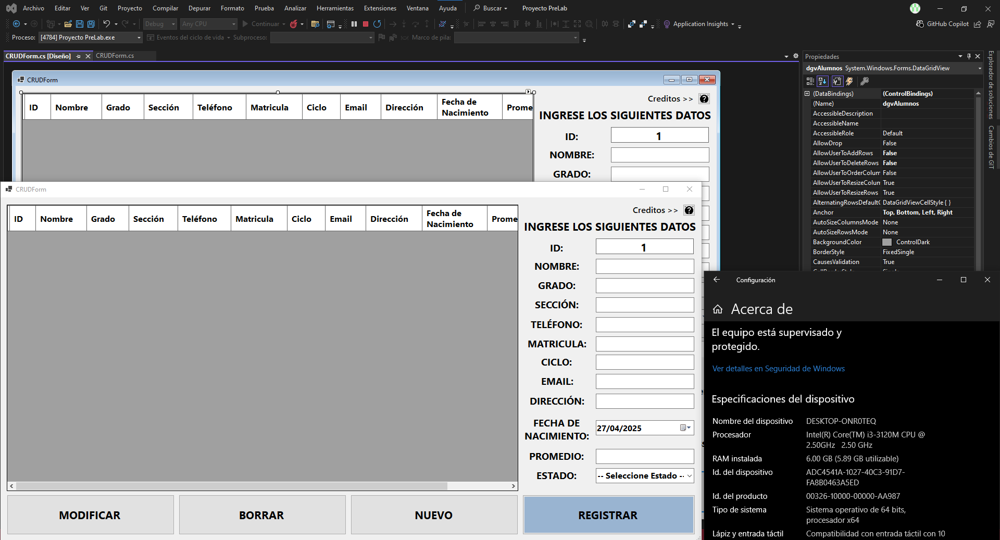 Archivo Editar Ver Git Proyecto Compilar Depurar Formato Prueba Analizar Herramientas Extensiones Ventana Ayuda Buscar Proyecto PreLab
Debug Any CPU Continuar Application Insights GitHub Copilot
Proceso: [4784] Proyecto PreLab.exe Eventos del ciclo de vida Subproceso: Marco de pila:
CRUDForm.cs [Diseño] CRUDForm.cs
CRUDForm
ID Nombre Grado Sección Teléfono Matricula Ciclo Email Dirección Fecha de Nacimiento Prome
Creditos >>
INGRESE LOS SIGUIENTES DATOS
ID: 1
NOMBRE:
GRADO:
Propiedades
dgvAlumnos System.Windows.Forms.DataGridView
(DataBindings) (ControlBindings)
(Name) dgvAlumnos
AccessibleDescription
AccessibleName
AccessibleRole Default
AllowDrop False
AllowUserToAddRows False
AllowUserToDeleteRows False
AllowUserToOrderColum False
AllowUserToResizeColum True
AllowUserToResizeRows True
AlternatingRowsDefaultC DataGridViewCellStyle { }
Anchor Top, Bottom, Left, Right
AutoSizeColumnsMode None
AutoSizeRowsMode None
BackgroundColor ControlDark
BorderStyle FixedSingle
CausesValidation True
Explorador de soluciones
Cambios de GIT
CRUDForm
ID Nombre Grado Sección Teléfono Matricula Ciclo Email Dirección Fecha de Nacimiento Prome
Creditos >>
INGRESE LOS SIGUIENTES DATOS
ID: 1
NOMBRE:
GRADO:
SECCIÓN:
TELÉFONO:
MATRICULA:
CICLO:
EMAIL:
DIRECCIÓN:
FECHA DE
NACIMIENTO: 27/04/2025
PROMEDIO:
ESTADO: -- Seleccione Estado --
MODIFICAR BORRAR NUEVO REGISTRAR
Configuración
Acerca de
El equipo está supervisado y
protegido.
Ver detalles en Seguridad de Windows
Especificaciones del dispositivo
Nombre del dispositivo DESKTOP-ONR0TEQ
Procesador Intel(R) Core(TM) i3-3120M CPU @
2.50GHz 2.50 GHz
RAM instalada 6.00 GB (5.89 GB utilizable)
Id. del dispositivo ADC4541A-1027-40C3-91D7-
FA8B0463A5ED
Id. del producto 00326-10000-00000-AA987
Tipo de sistema Sistema operativo de 64 bits,
procesador x64
Lápiz y entrada táctil Compatibilidad con entrada táctil con 10